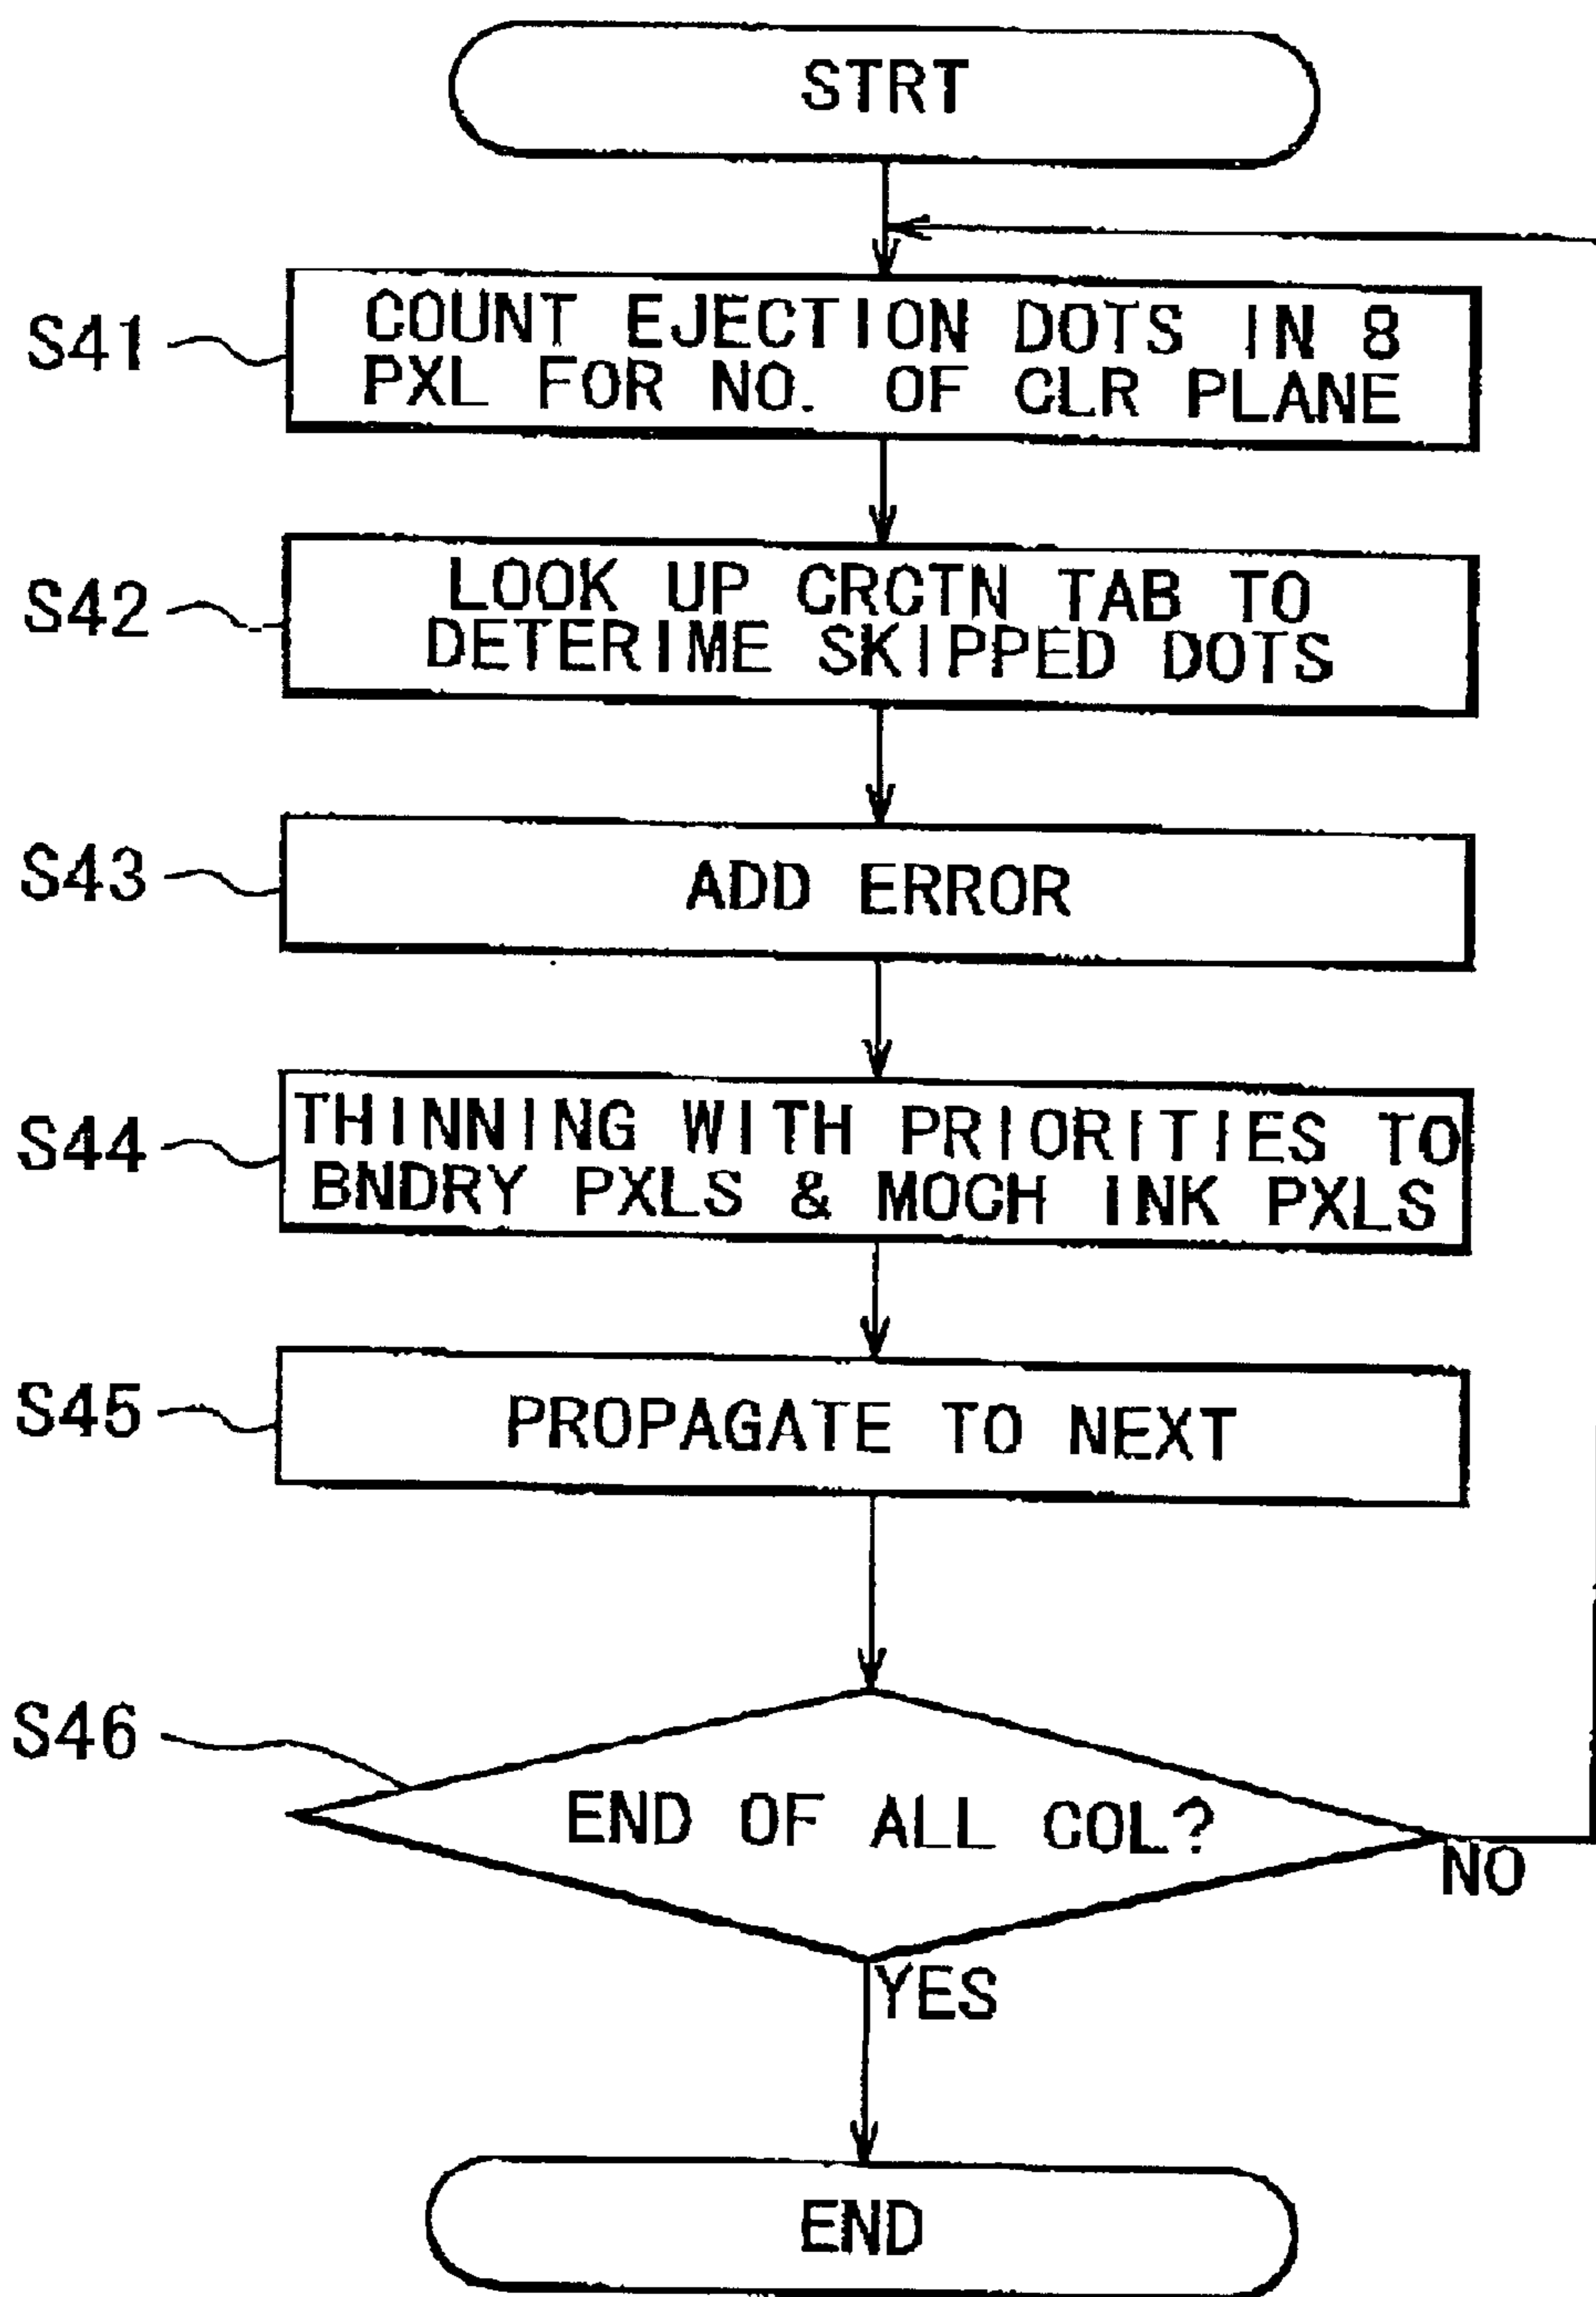 STRT
S41
COUNT EJECTION DOTS IN 8
PXL FOR NO. OF CLR PLANE
S42
LOOK UP CRCTN TAB TO
DETERIME SKIPPED DOTS
S43
ADD ERROR
S44
THINNING WITH PRIORITIES TO
BNDRY PXLS & MOCH INK PXLS
S45
PROPAGATE TO NEXT
S46
END OF ALL COL?
NO
YES
END